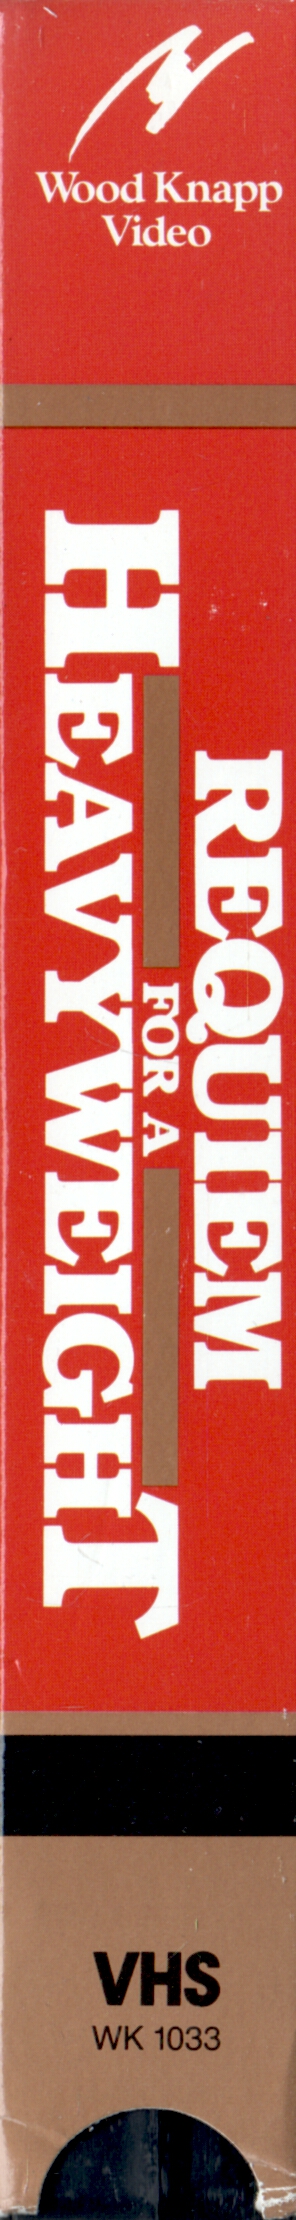 Wood Knapp
Video
REQUIEM
FOR A
HEAVYWEIGHT
VHS
WK 1033